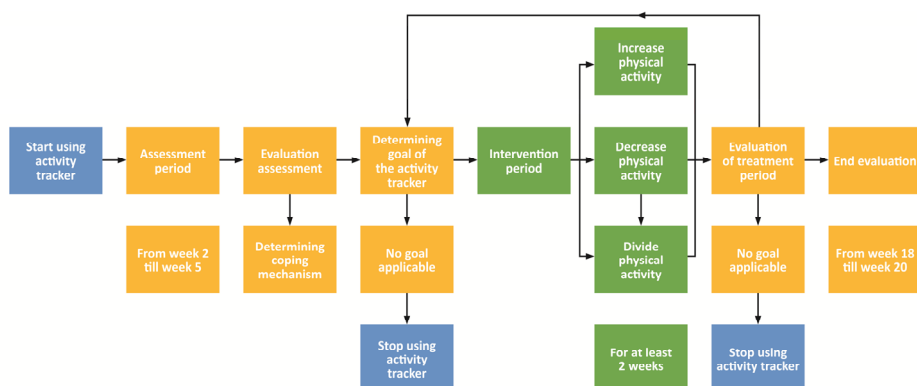 Increase
physical
activity
Start using
activity
tracker
Assessment
period
Evaluation
assessment
Determining
goal of
the activity
tracker
Intervention
period
Decrease
physical
activity
Evaluation
of treatment
period
End evaluation
From week 2
till week 5
Determining
coping
mechanism
No goal
applicable
Divide
physical
activity
No goal
applicable
From week 18
till week 20
Stop using
activity
tracker
For at least
2 weeks
Stop using
activity tracker